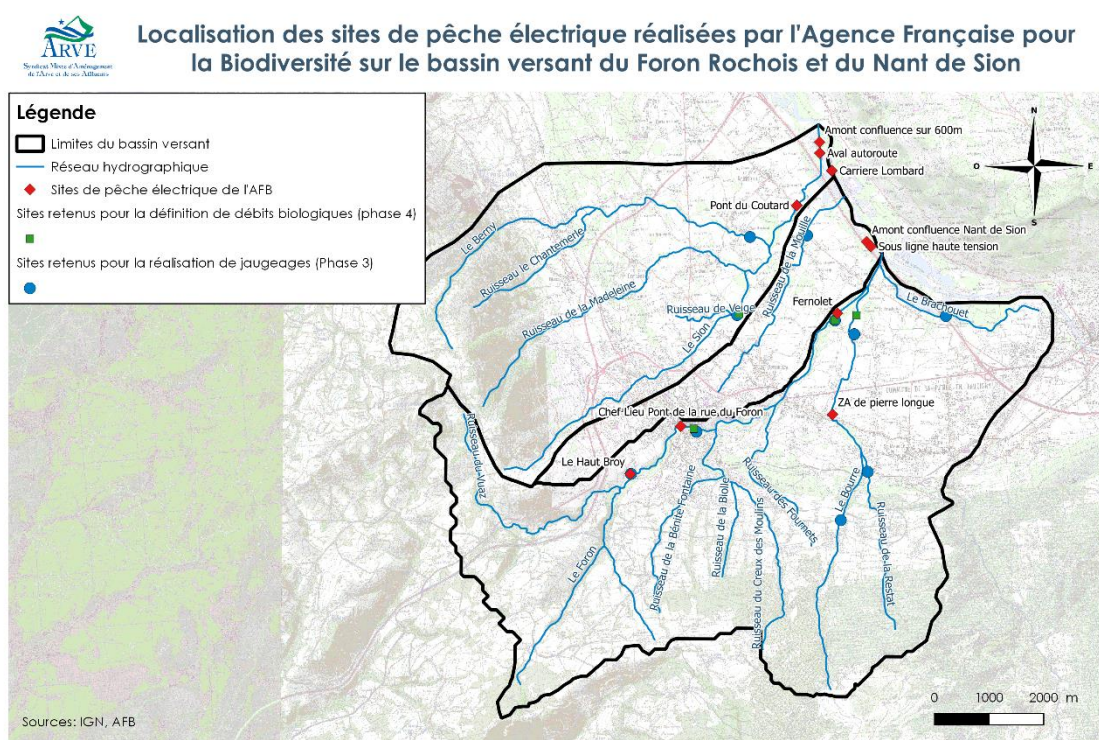 ARVE
Syndicat Mixte d'Aménagement
de l'Arve et de ses Affluents
Localisation des sites de pêche électrique réalisées par l'Agence Française pour
la Biodiversité sur le bassin versant du Foron Rochois et du Nant de Sion
Légende
Limites du bassin versant
Réseau hydrographique
Sites de pêche électrique de l'AFB
Sites retenus pour la définition de débits biologiques (phase 4)
Sites retenus pour la réalisation de jaugeages (Phase 3)
N
O
E
S
Amont confluence sur 600m
Aval autoroute
Carriere Lombard
Pont du Coutard
Amont confluence Nant de Sion
Sous ligne haute tension
Le Berny
Ruisseau le Chantemerle
Ruisseau de la Madeleine
Ruisseau de la Mouille
Ruisseau de Veige
Le Sion
Fernolet
Le Brachouet
Chef Lieu Pont de la rue du Foron
ZA de pierre longue
Ruisseau du Vuaz
Le Haut Broy
Le Foron
Ruisseau de la Bénite Fontaine
Ruisseau de la Biolle
Ruisseau du Creux des Moulins
Ruisseau des Fournets
Le Bourre
Ruisseau de la Restat
0 1000 2000 m
Sources: IGN, AFB